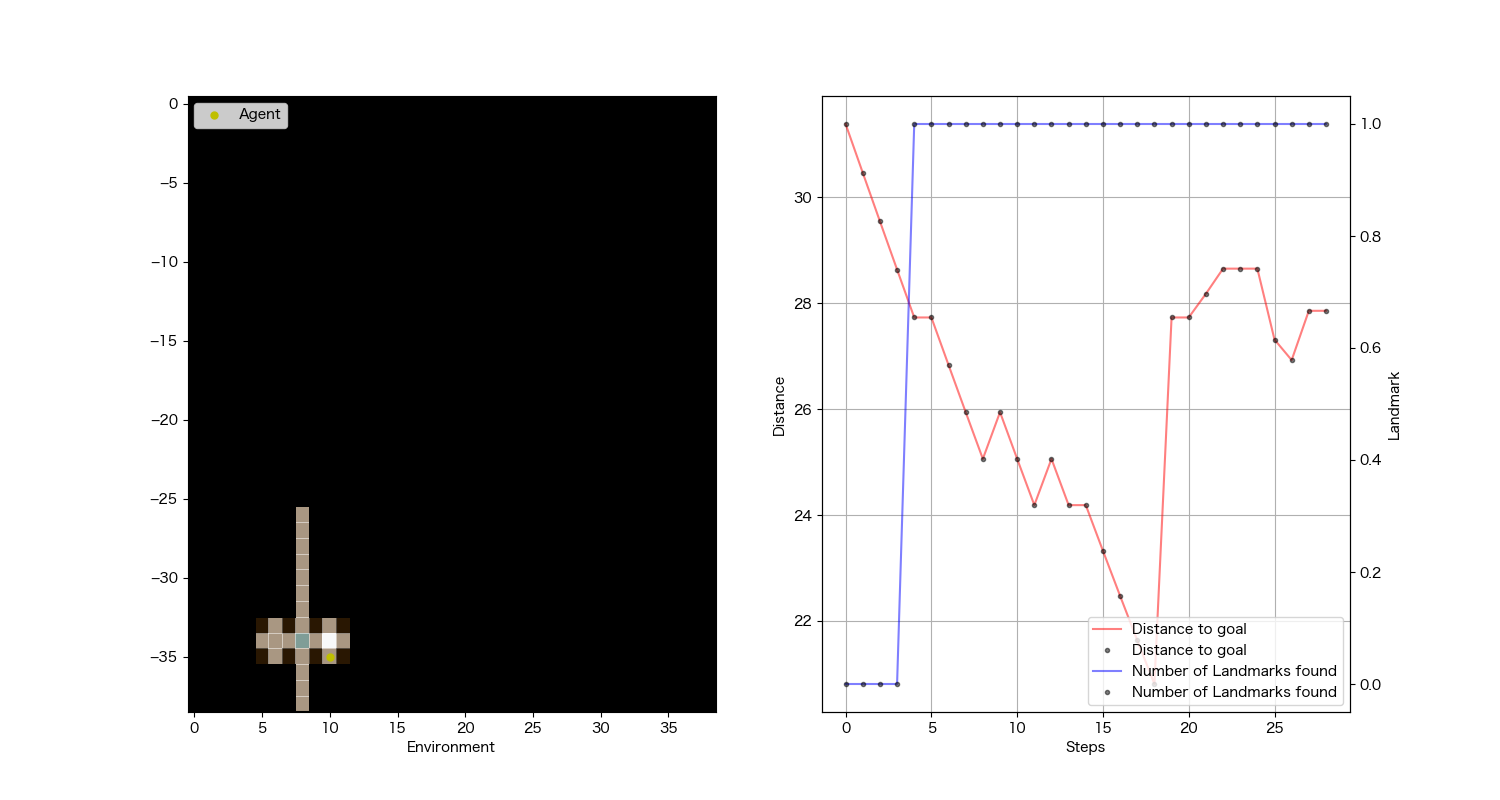 0
−5
−10
−15
−20
−25
−30
−35
0 5 10 15 20 25 30 35
Environment
Agent
30
28
26
24
22
Distance
0 5 10 15 20 25
Steps
1.0
0.8
0.6
0.4
0.2
0.0
Landmark
Distance to goal
Distance to goal
Number of Landmarks found
Number of Landmarks found